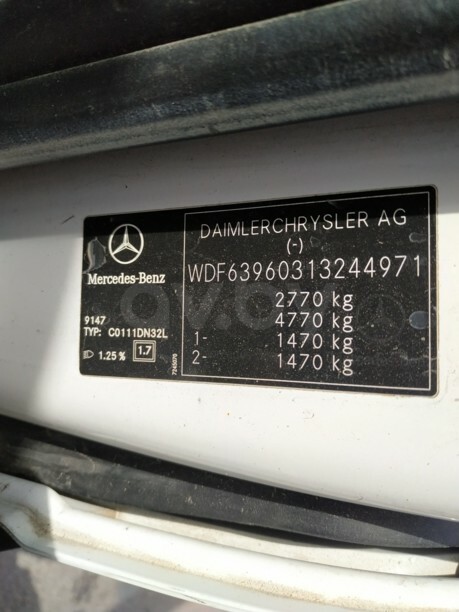 DAIMLERCHRYSLER AG
(-)
WDF63960313244971
2770 kg
4770 kg
1- 1470 kg
2- 1470 kg
Mercedes-Benz
9147
TYP: C0111DN32L
1.25 % 1.7
7245070